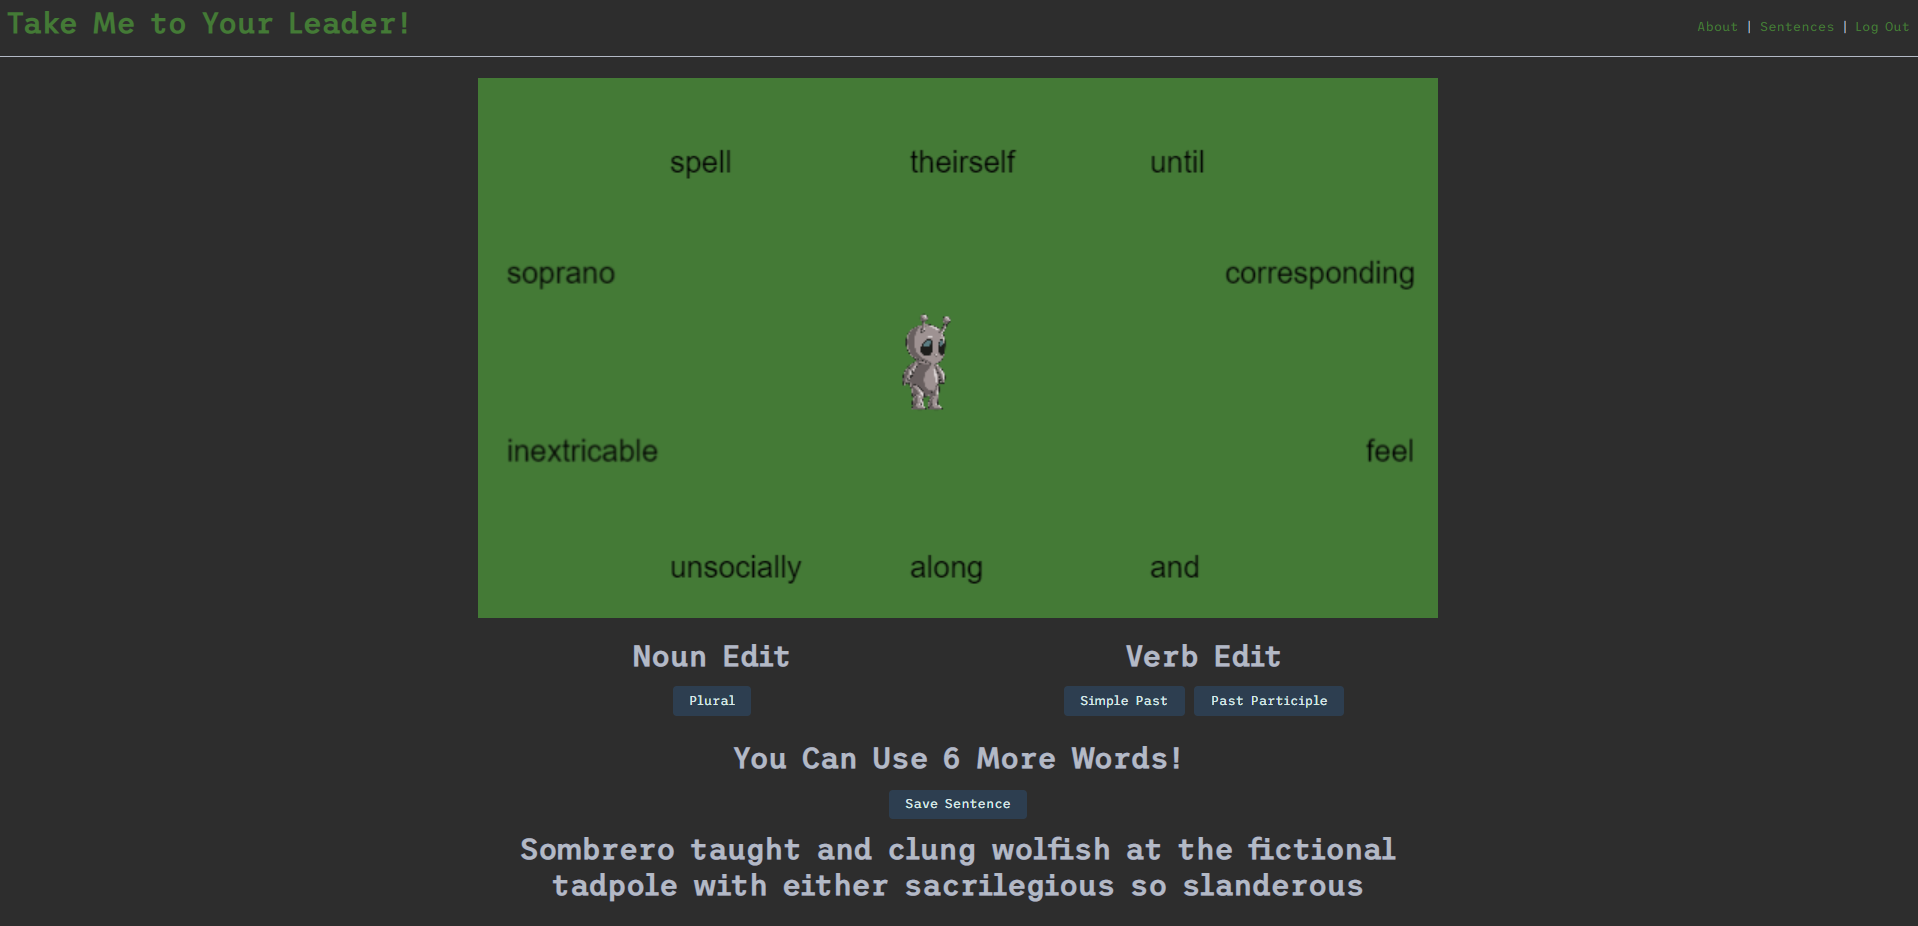 Take Me to Your Leader!
About | Sentences | Log Out
spell theirself until
soprano corresponding
inextricable feel
unsocially along and
Noun Edit Verb Edit
Plural Simple Past Past Participle
You Can Use 6 More Words!
Save Sentence
Sombrero taught and clung wolfish at the fictional
tadpole with either sacrilegious so slanderous